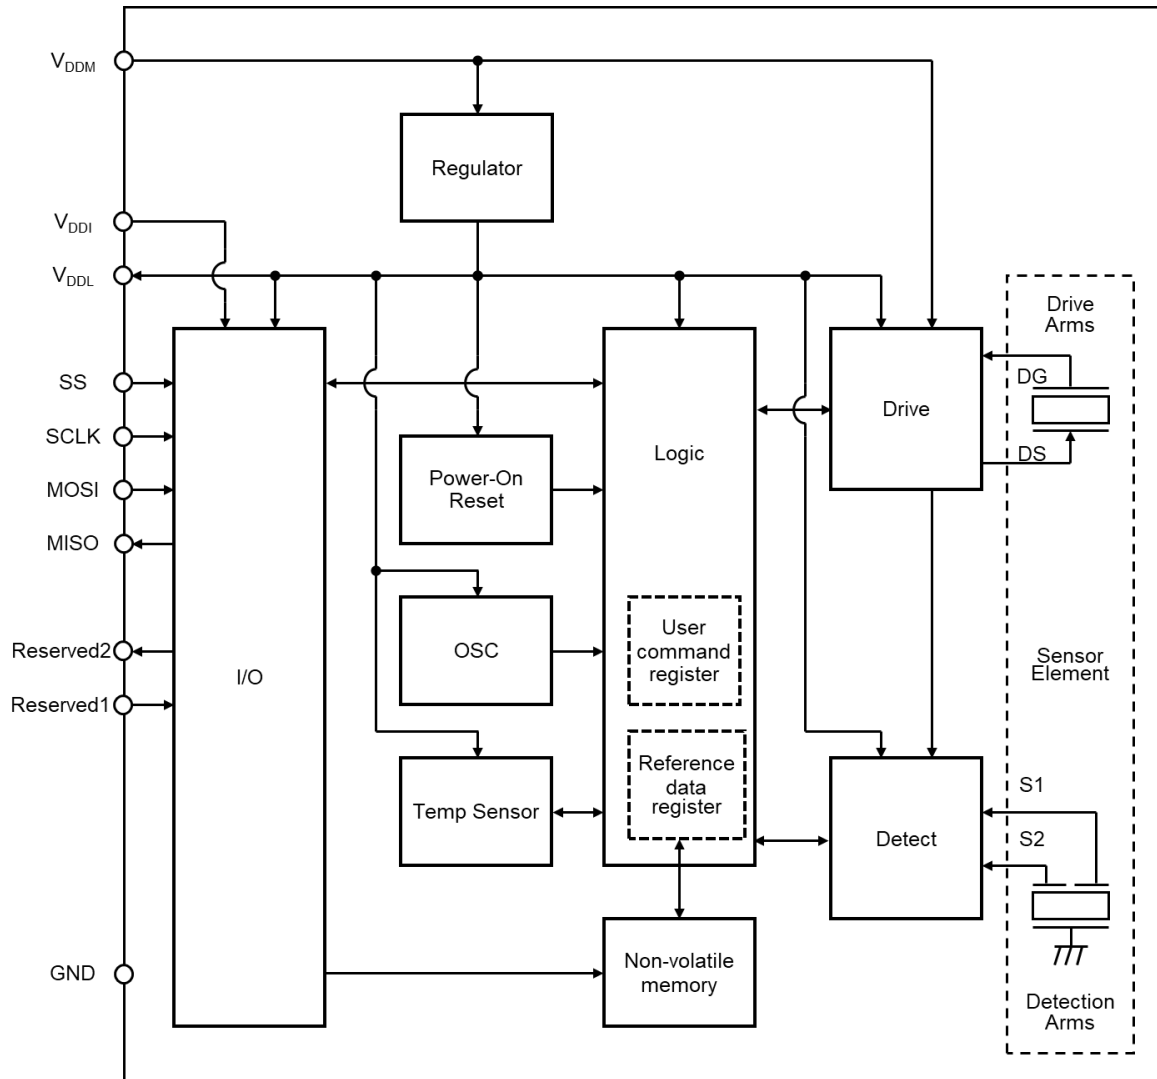 VDDM
Regulator
VDDI
VDDL
Drive
Arms
SS
DG
Drive
SCLK
Logic
DS
Power-On
Reset
MOSI
MISO
User
command
register
Reserved2
OSC
I/O
Sensor
Element
Reserved1
Reference
data
register
S1
Temp Sensor
S2
Detect
GND
Non-volatile
memory
Detection
Arms